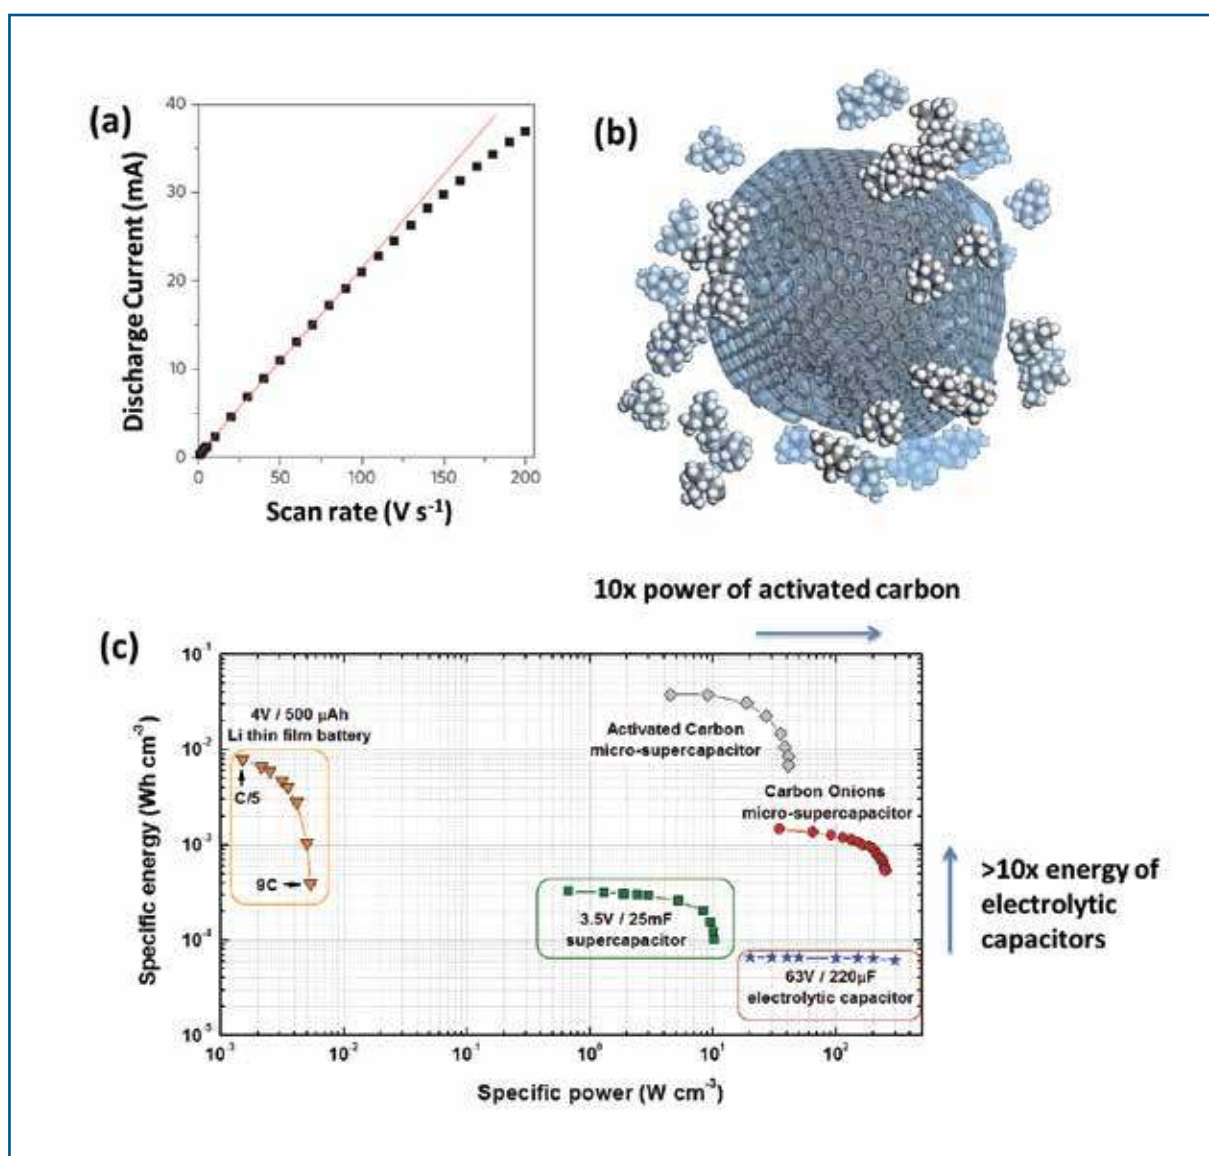 (a)
40
30
20
10
0
Discharge Current (mA)
0 50 100 150 200
Scan rate (V s⁻¹)
(b)
10x power of activated carbon
(c)
10⁻¹
10⁻²
10⁻³
10⁻⁴
10⁻⁵
Specific energy (Wh cm⁻³)
4V / 500 µAh
Li thin film battery
C/5
9C
Activated Carbon
micro-supercapacitor
Carbon Onions
micro-supercapacitor
3.5V / 25mF
supercapacitor
63V / 220µF
electrolytic capacitor
>10x energy of
electrolytic
capacitors
10⁻³ 10⁻² 10⁻¹ 10⁰ 10¹ 10²
Specific power (W cm⁻³)